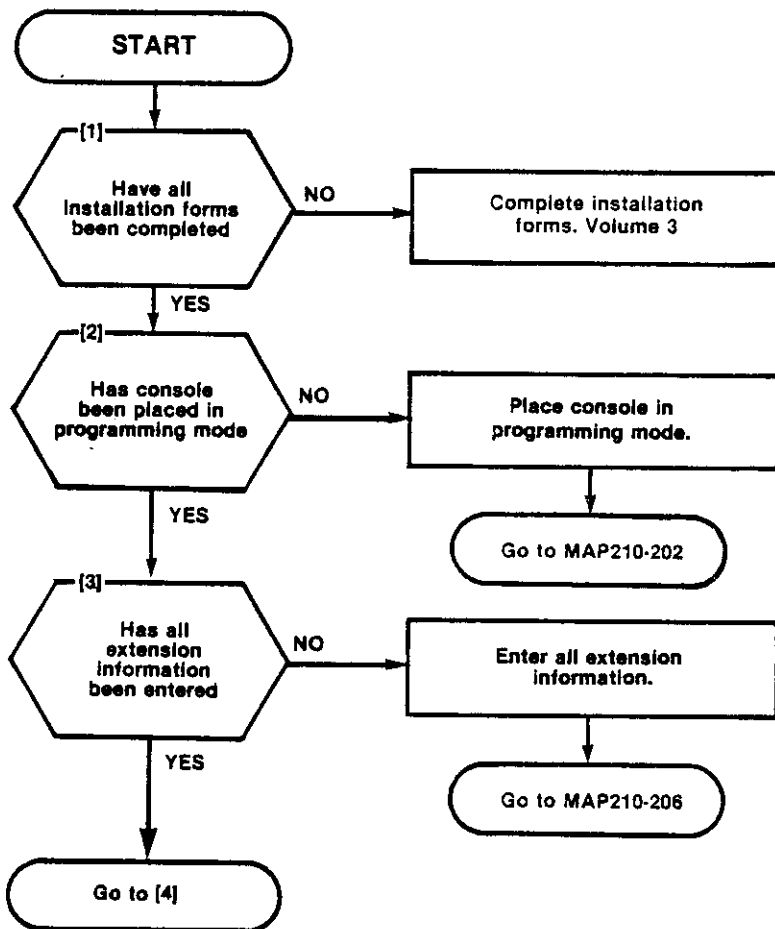 START
[1]
Have all
installation forms
been completed
NO
Complete installation
forms. Volume 3
YES
[2]
Has console
been placed in
programming mode
NO
Place console in
programming mode.
YES
Go to MAP210-202
[3]
Has all
extension
information
been entered
NO
Enter all extension
information.
YES
Go to MAP210-206
Go to [4]